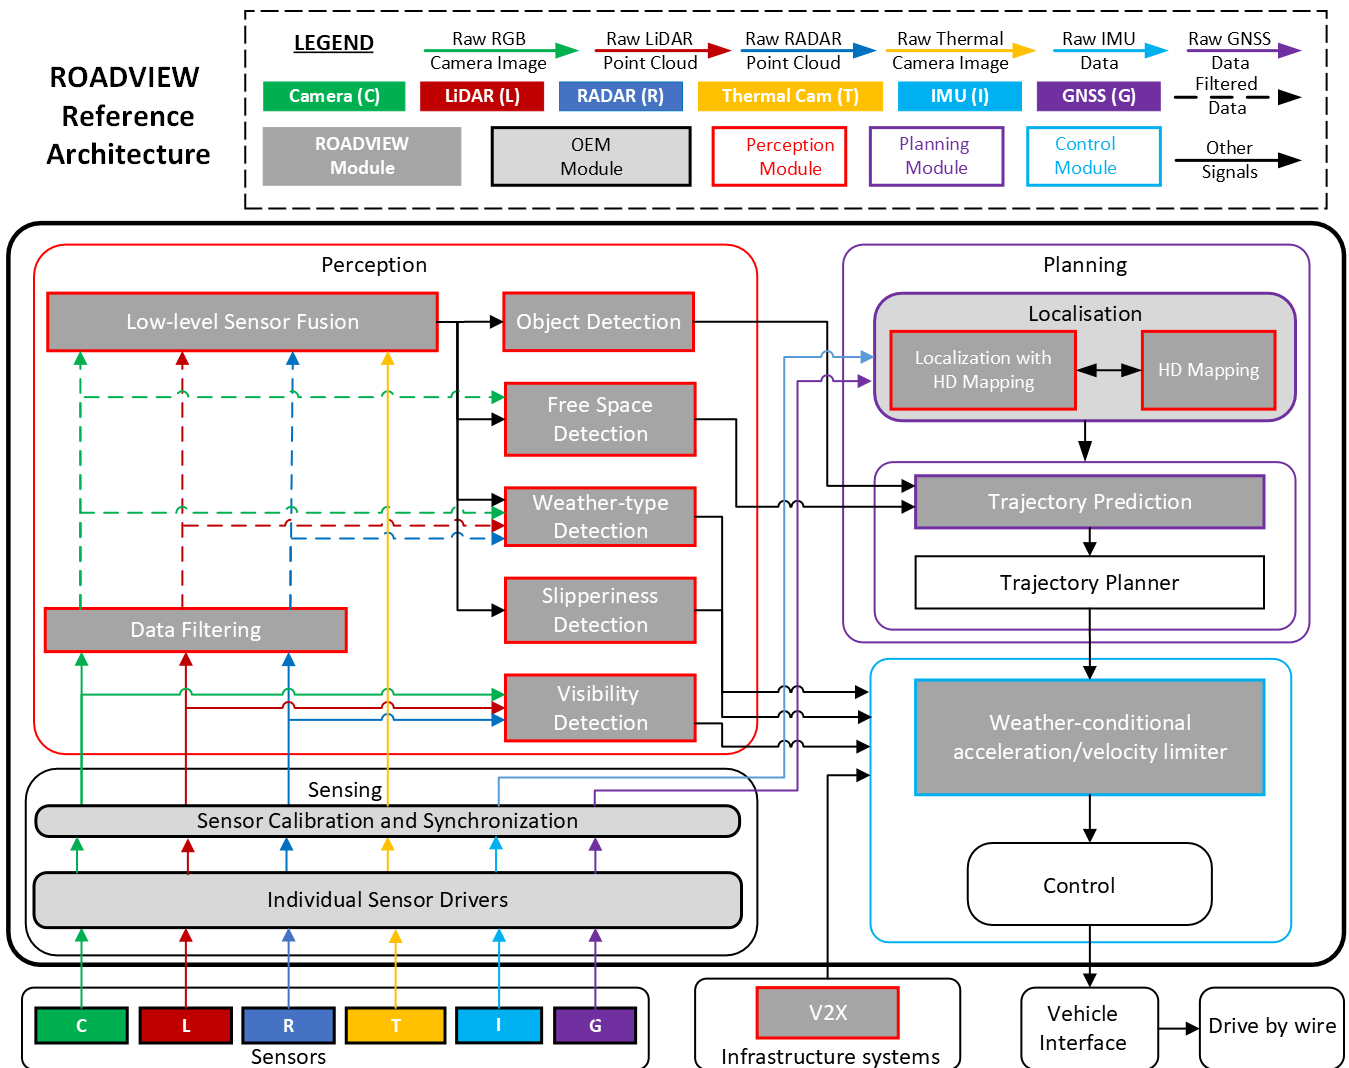 ROADVIEW
Reference
Architecture
LEGEND
Raw RGB
Camera Image
Raw LiDAR
Point Cloud
Raw RADAR
Point Cloud
Raw Thermal
Camera Image
Raw IMU
Data
Raw GNSS
Data
Camera (C)
LiDAR (L)
RADAR (R)
Thermal Cam (T)
IMU (I)
GNSS (G)
Filtered
Data
ROADVIEW
Module
OEM
Module
Perception
Module
Planning
Module
Control
Module
Other
Signals
Perception
Low-level Sensor Fusion
Object Detection
Free Space
Detection
Weather-type
Detection
Slipperiness
Detection
Data Filtering
Visibility
Detection
Planning
Localisation
Localization with
HD Mapping
HD Mapping
Trajectory Prediction
Trajectory Planner
Weather-conditional
acceleration/velocity limiter
Control
Sensing
Sensor Calibration and Synchronization
Individual Sensor Drivers
C
L
R
T
I
G
Sensors
V2X
Infrastructure systems
Vehicle
Interface
Drive by wire